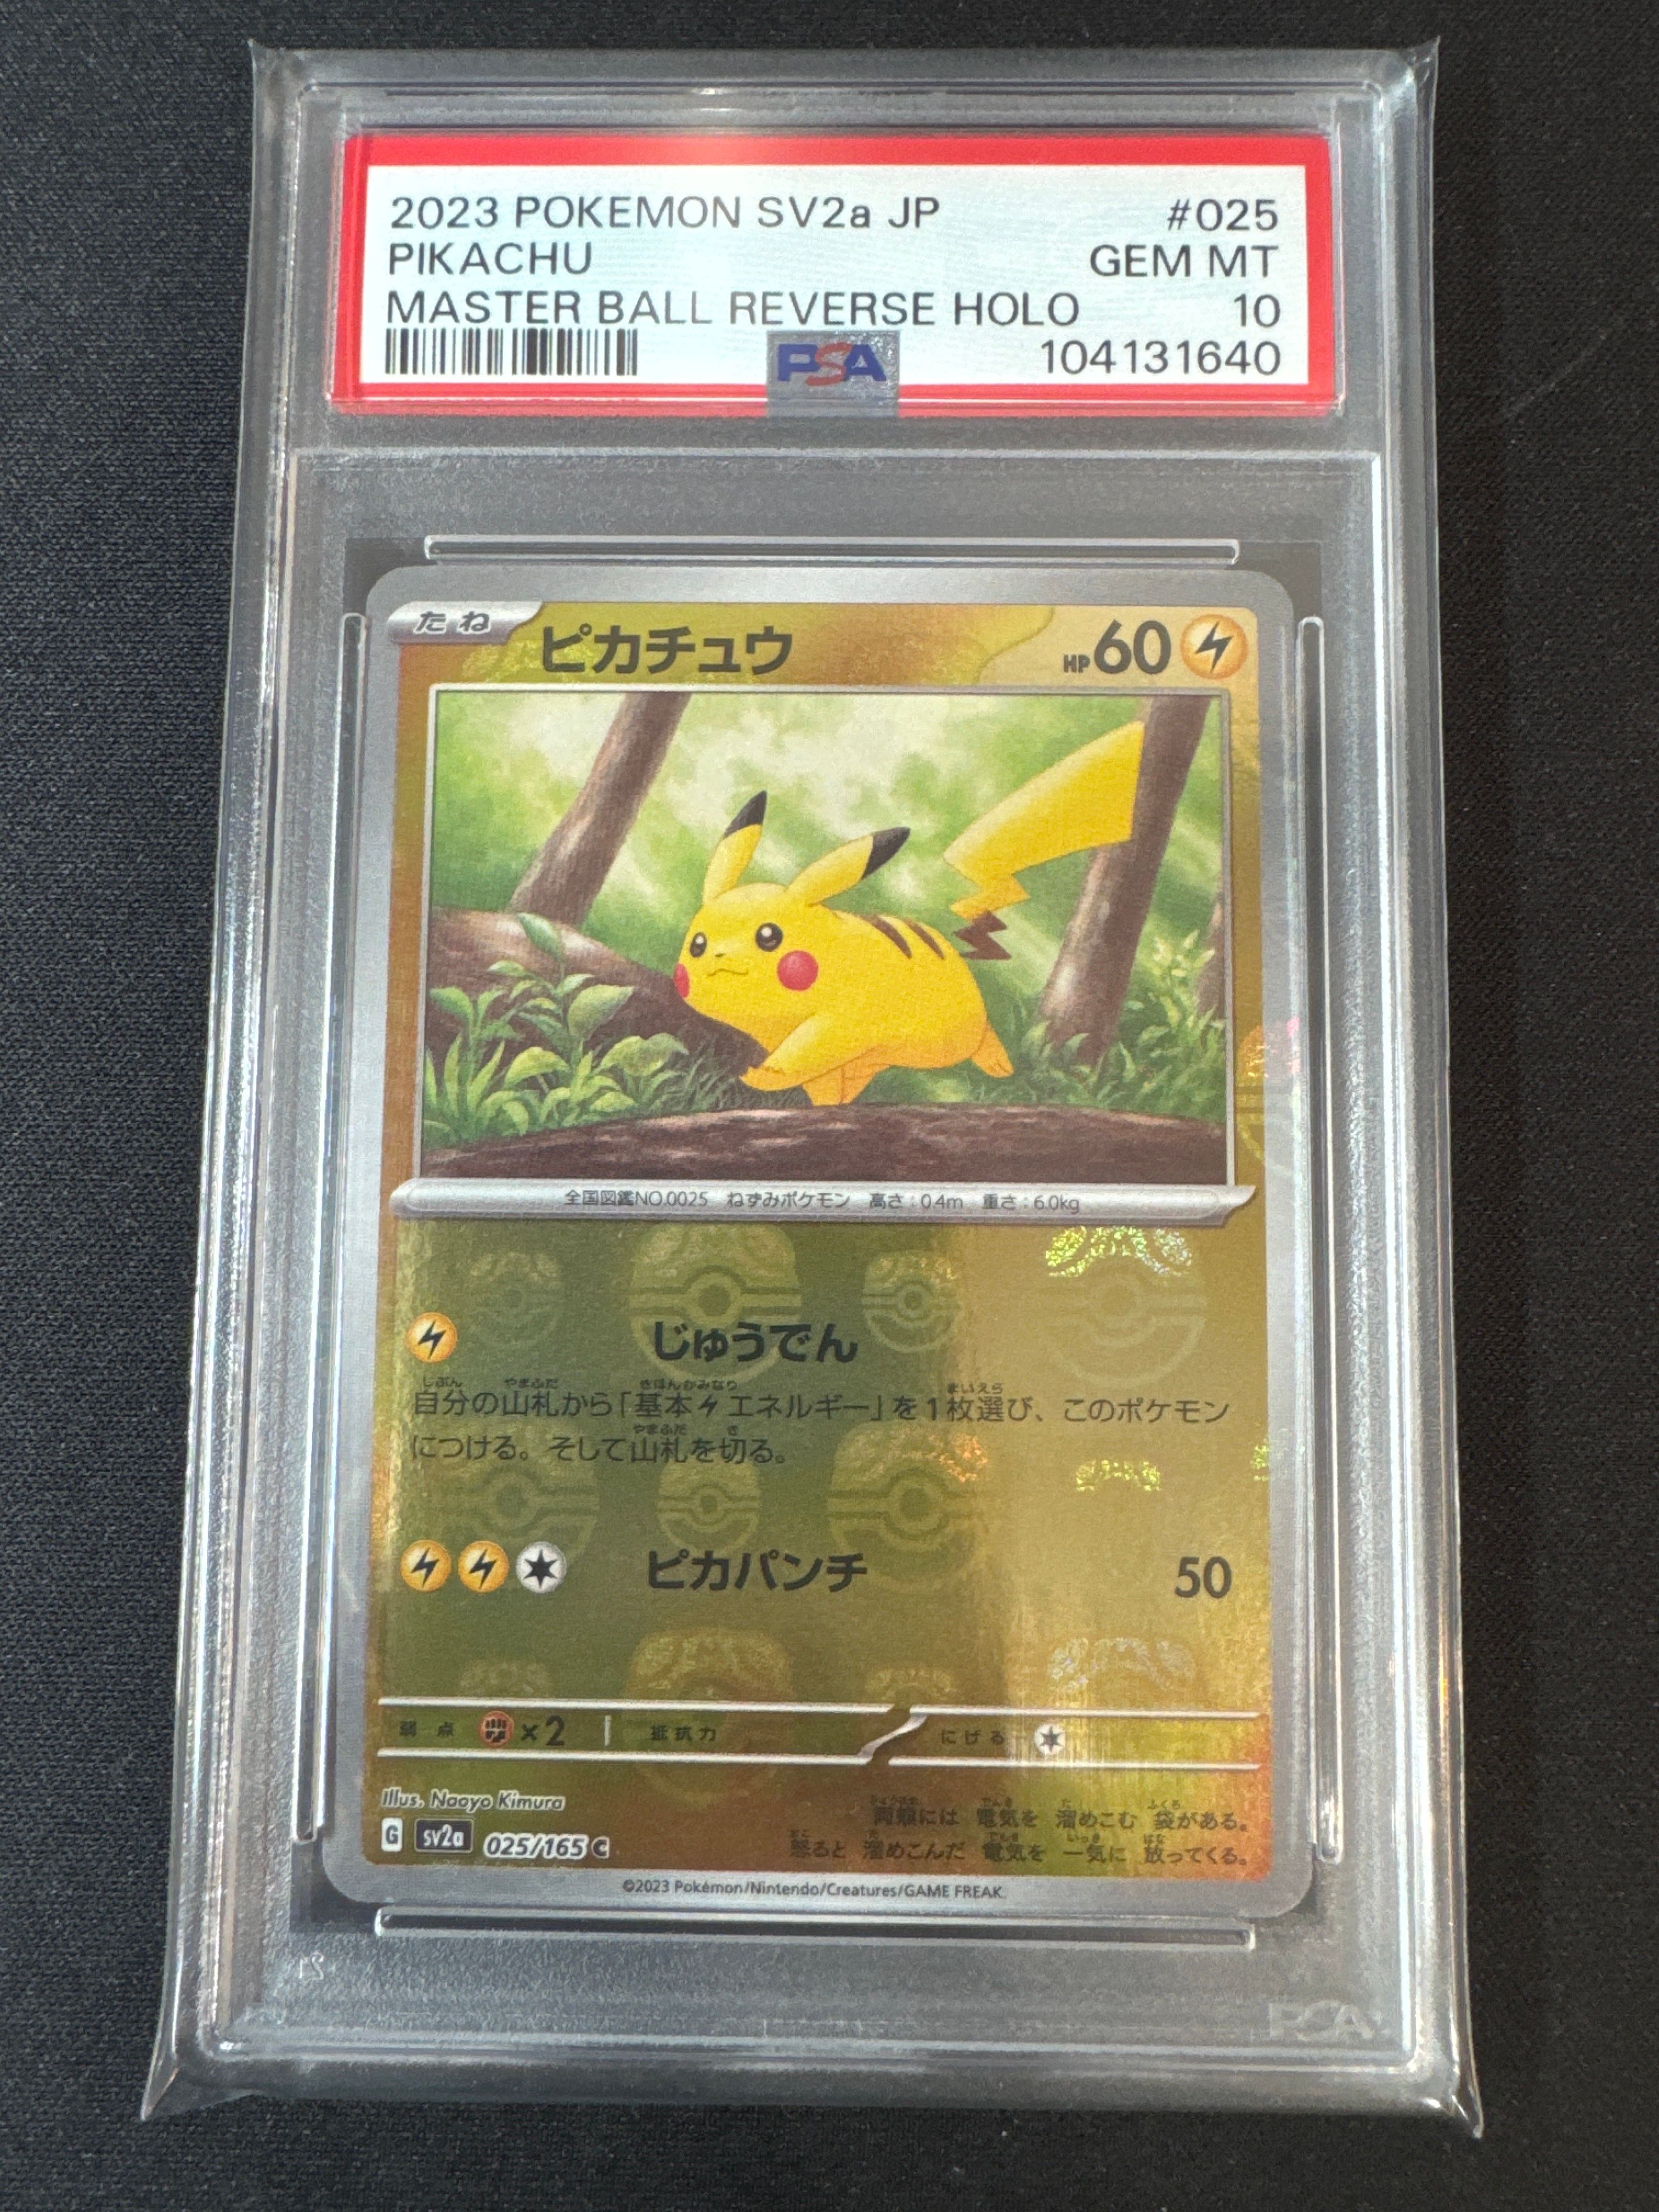 2023 POKEMON SV2a JP #025
PIKACHU GEM MT
MASTER BALL REVERSE HOLO 10
PSA 104131640
たね ピカチュウ HP60
全国図鑑NO.0025 ねずみポケモン 高さ:0.4m 重さ:6.0kg
じゅうでん
自分の山札から「基本エネルギー」を1枚選び、このポケモン
につける。そして山札を切る。
ピカパンチ 50
弱点 ×2 抵抗力 にげる
Illus. Naoyo Kimura
両頬には 電気を 溜めこむ 袋がある。
怒ると 溜めこんだ 電気を 一気に 放ってくる。
G sv2a 025/165 C
©2023 Pokémon/Nintendo/Creatures/GAME FREAK.
PSA